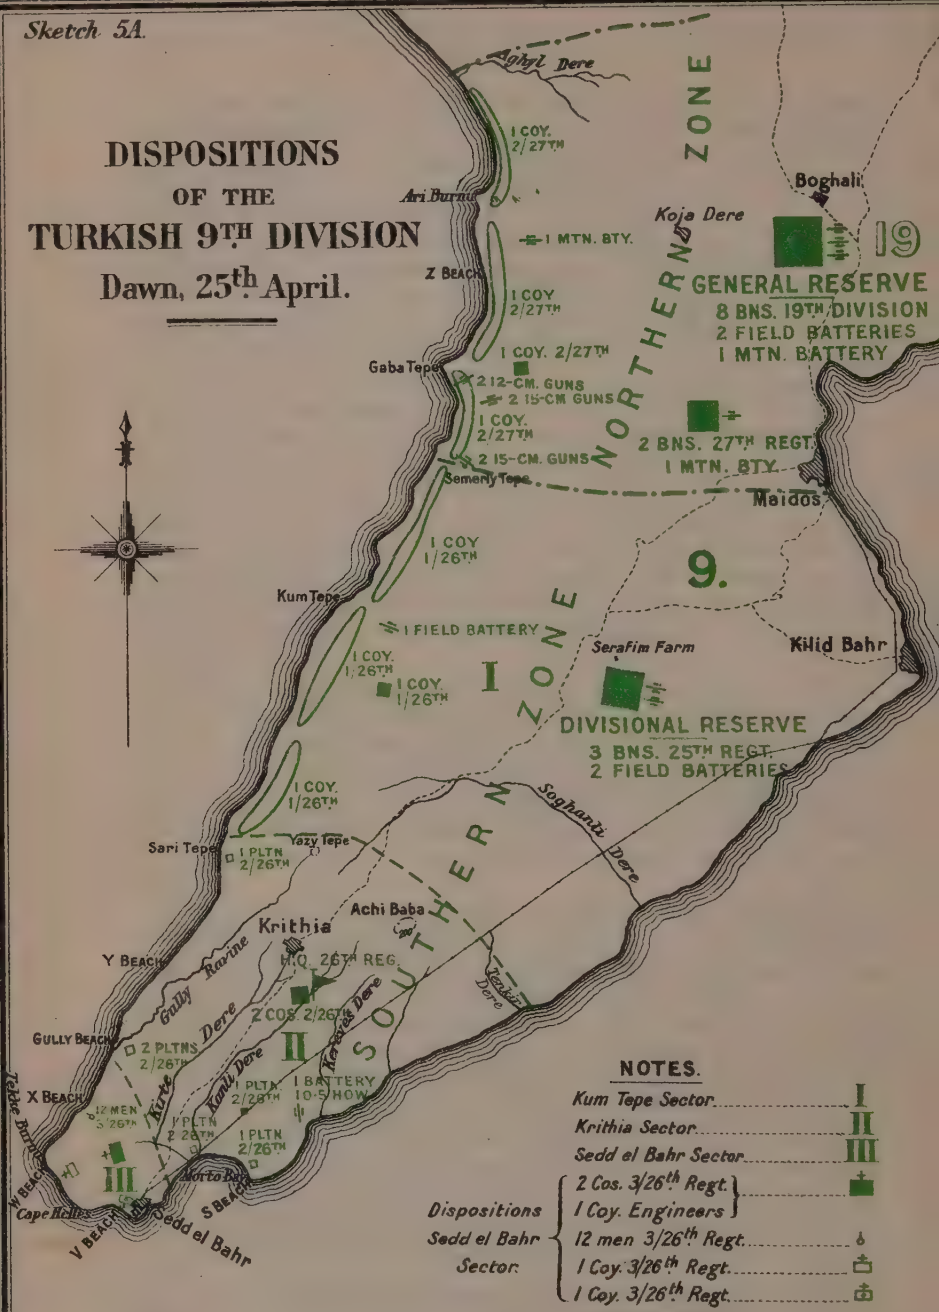 Sketch 5A.
DISPOSITIONS
OF THE
TURKISH 9TH DIVISION
Dawn, 25th April.
Aghyl Dere
ZONE
1 COY.
2/27TH
Ari Burnu
Boghali
Koja Dere
1 MTN. BTY.
19
Z BEACH
GENERAL RESERVE
8 BNS. 19TH DIVISION
2 FIELD BATTERIES
1 MTN. BATTERY
1 COY
2/27TH
NORTHERN
1 COY. 2/27TH
Gaba Tepe
2 12-CM. GUNS
2 15-CM GUNS
1 COY.
2/27TH
2 BNS. 27TH REGT.
1 MTN. BTY.
2 15-CM. GUNS
Semerly Tepe
Maidos
1 COY
1/26TH
9.
Kum Tepe
1 FIELD BATTERY
ZONE
Serafim Farm
Kilid Bahr
1 COY.
1/26TH
1 COY.
1/26TH
I
DIVISIONAL RESERVE
3 BNS. 25TH REGT.
2 FIELD BATTERIES
1 COY.
1/26TH
Soghanli Dere
SOUTHERN
Sari Tepe
1 PLTN
2/26TH
Yazy Tepe
Achi Baba
200'
Krithia
Y BEACH
Gully Ravine
H.Q. 26TH REG.
Tenkir
Dere
2 COS. 2/26TH
Kirte Dere
Kanli Dere
Kereves Dere
GULLY BEACH
2 PLTNS
2/26TH
II
X BEACH
Tekke Burnu
12 MEN
3/26TH
1 PLTN.
2/26TH
1 BATTERY
10·5 HOW.
1 PLTN
2/26TH
1 PLTN
2/26TH
III
W BEACH
Morto Bay
S BEACH
Cape Helles
V BEACH
Sedd el Bahr
NOTES.
Kum Tepe Sector I
Krithia Sector II
Sedd el Bahr Sector III
Dispositions
Sedd el Bahr
Sector.
2 Cos. 3/26th Regt.
1 Coy. Engineers
12 men 3/26th Regt.
1 Coy. 3/26th Regt.
1 Coy. 3/26th Regt.